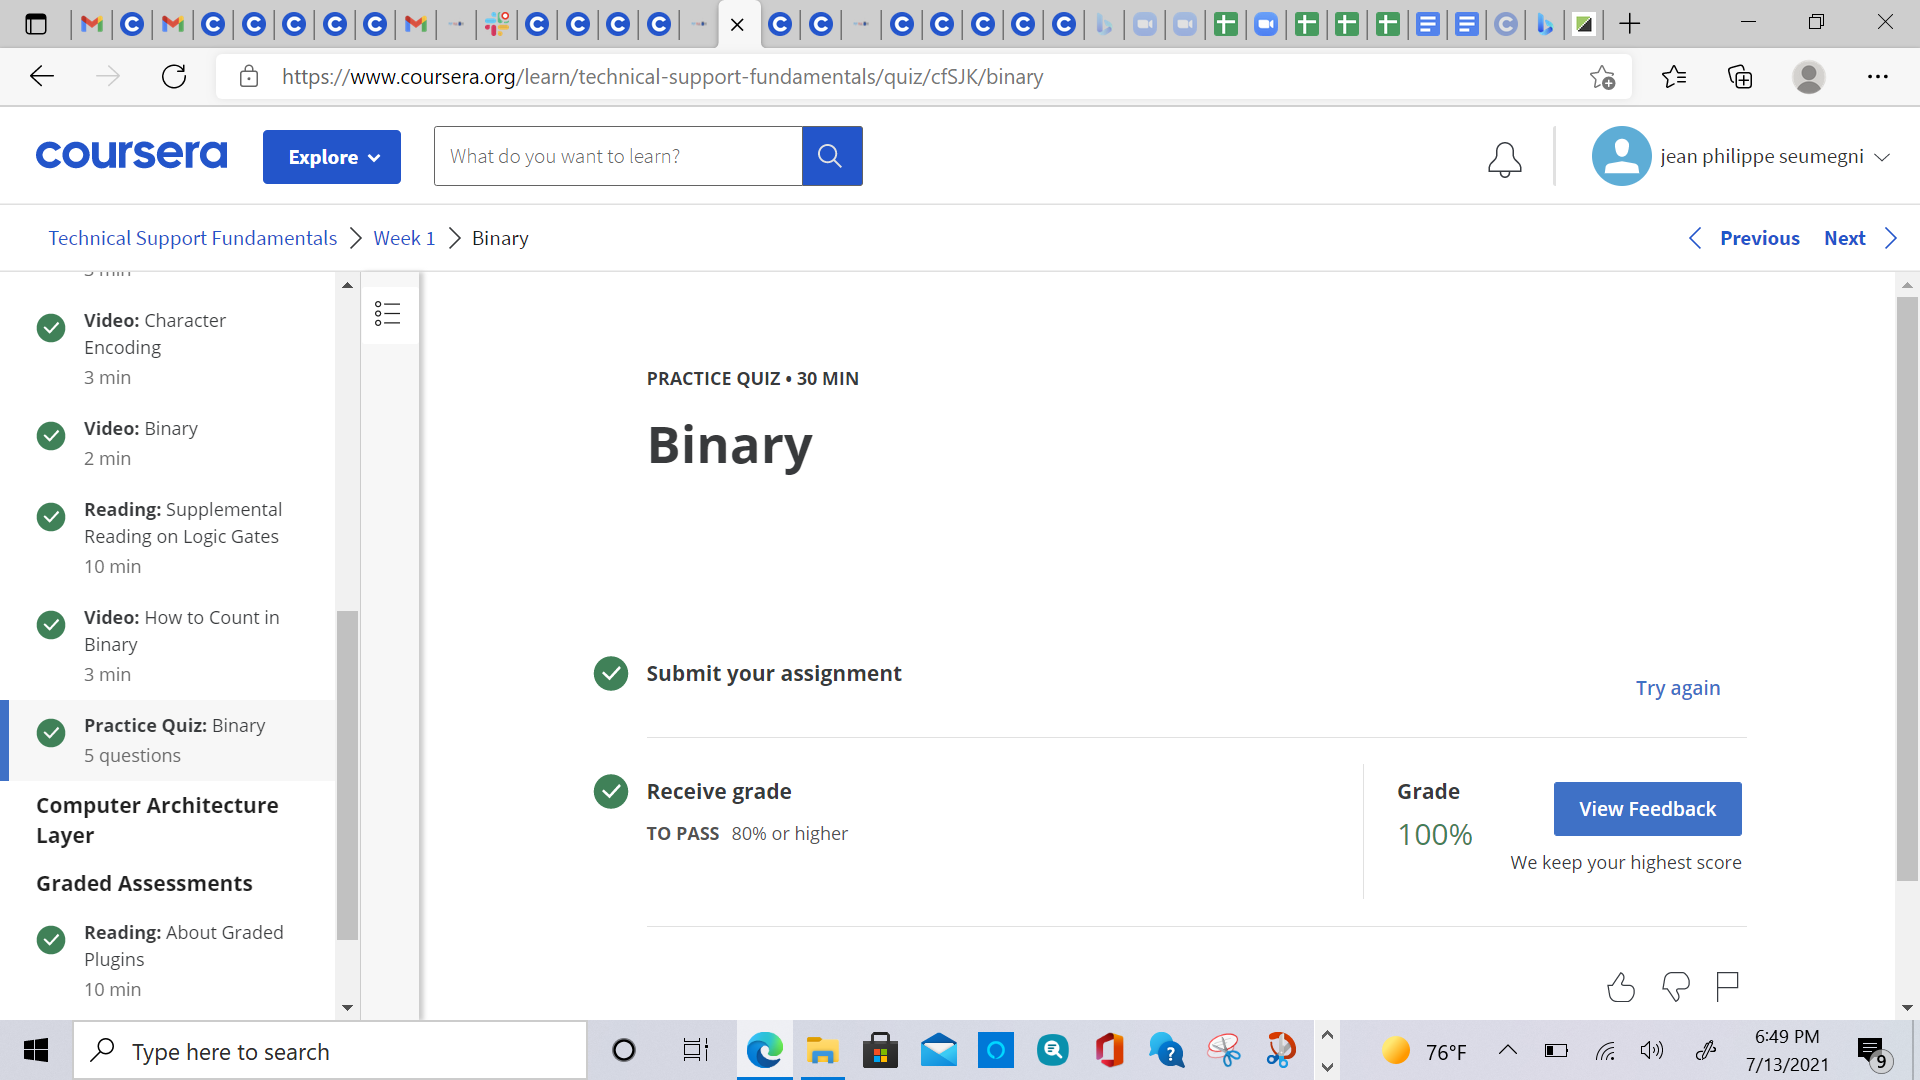 https://www.coursera.org/learn/technical-support-fundamentals/quiz/cfSJK/binary
coursera
Explore
What do you want to learn?
jean philippe seumegni
Technical Support Fundamentals
Week 1
Binary
Previous
Next
Video: Character
Encoding
3 min
Video: Binary
2 min
Reading: Supplemental
Reading on Logic Gates
10 min
Video: How to Count in
Binary
3 min
Practice Quiz: Binary
5 questions
Computer Architecture
Layer
Graded Assessments
Reading: About Graded
Plugins
10 min
PRACTICE QUIZ • 30 MIN
Binary
Submit your assignment
Try again
Receive grade
TO PASS 80% or higher
Grade
100%
View Feedback
We keep your highest score
Type here to search
76°F
6:49 PM
7/13/2021
9